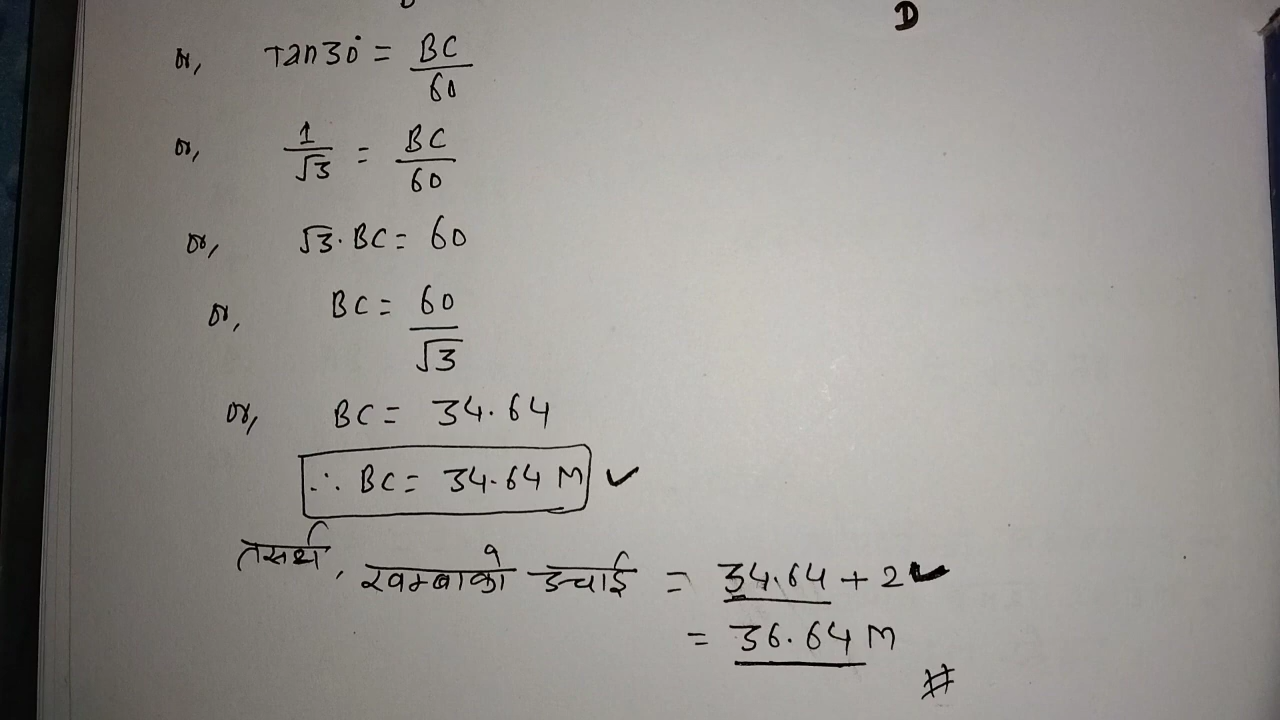 D
or, Tan30° = BC/60
or, 1/√3 = BC/60
or, √3·BC = 60
or, BC = 60/√3
or, BC = 34.64
∴ BC = 34.64 M ✓
तसर्थ, खम्बाको उचाई = 34.64 + 2
= 36.64 M
#